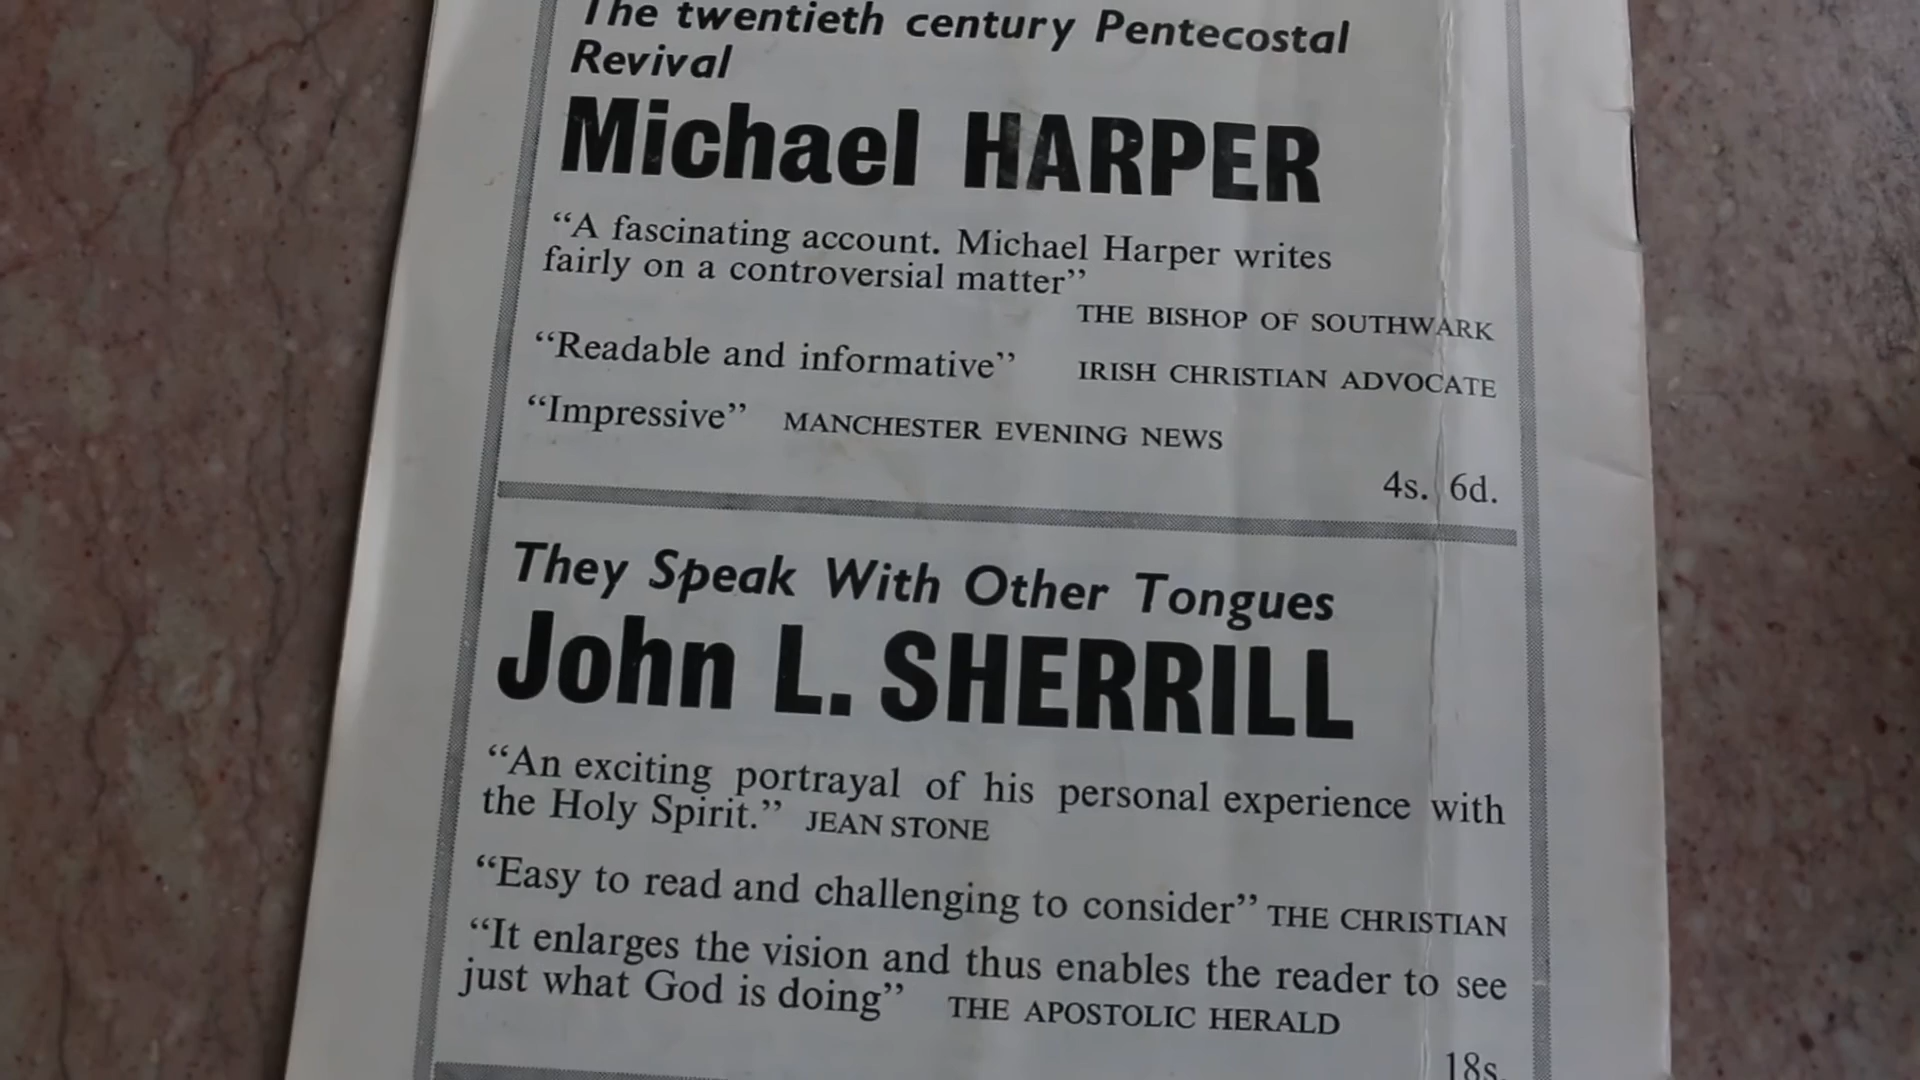 The twentieth century Pentecostal
Revival
Michael HARPER
“A fascinating account. Michael Harper writes
fairly on a controversial matter”
THE BISHOP OF SOUTHWARK
“Readable and informative” IRISH CHRISTIAN ADVOCATE
“Impressive” MANCHESTER EVENING NEWS
4s. 6d.
They Speak With Other Tongues
John L. SHERRILL
“An exciting portrayal of his personal experience with
the Holy Spirit.” JEAN STONE
“Easy to read and challenging to consider” THE CHRISTIAN
“It enlarges the vision and thus enables the reader to see
just what God is doing” THE APOSTOLIC HERALD
18s.